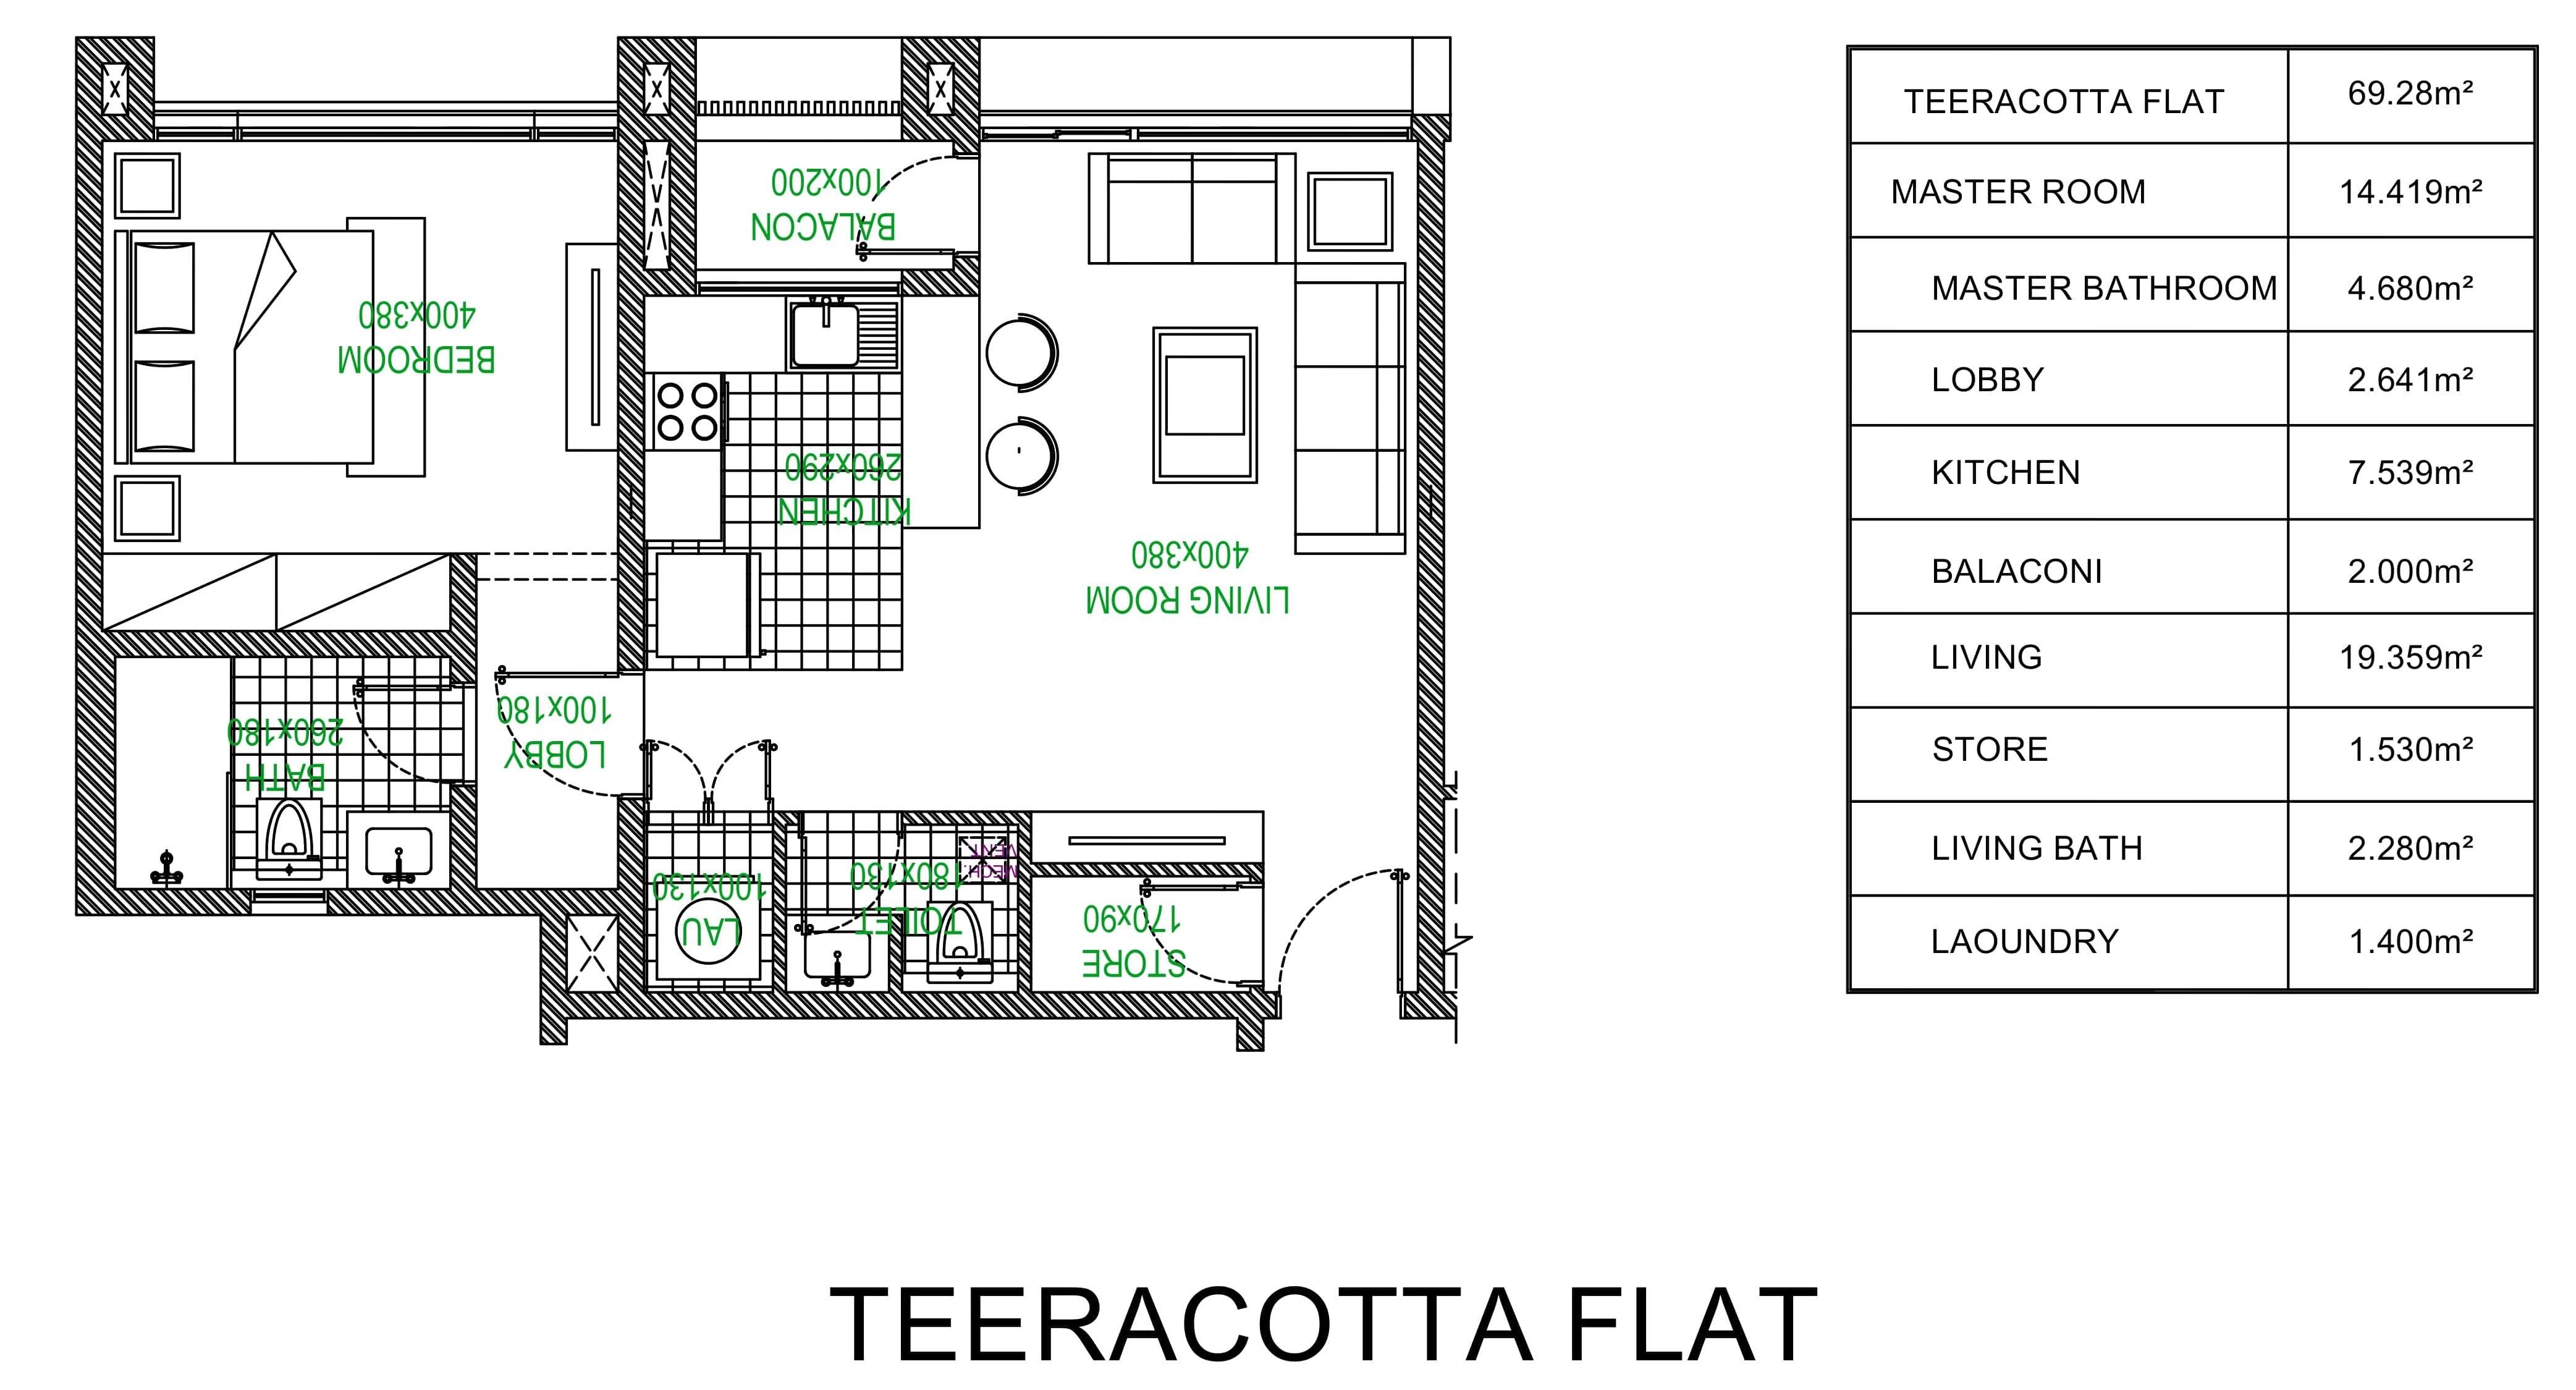 TEERACOTTA FLAT 69.28m²
MASTER ROOM 14.419m²
MASTER BATHROOM 4.680m²
LOBBY 2.641m²
KITCHEN 7.539m²
BALACONI 2.000m²
LIVING 19.359m²
STORE 1.530m²
LIVING BATH 2.280m²
LAOUNDRY 1.400m²
BALACON
100x200
BEDROOM
400x380
KITCHEN
260x290
LIVING ROOM
400x380
BATH
260x180
LOBBY
100x180
LAU
100x130
TOILET
180x130
MECH.
VENT
STORE
170x90
TEERACOTTA FLAT